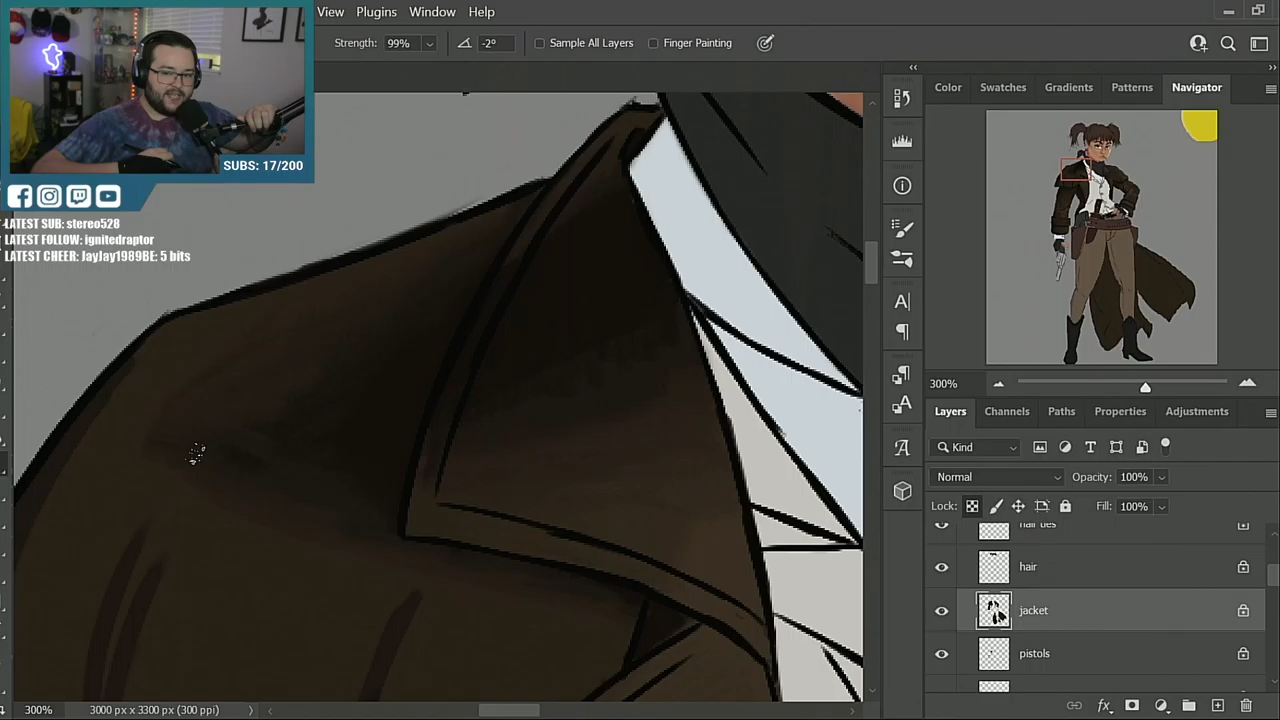 View Plugins Window Help
Strength: 99% -2° Sample All Layers Finger Painting
SUBS: 17/200
LATEST SUB: stereo528
LATEST FOLLOW: ignitedraptor
LATEST CHEER: JayJay1989BE: 5 bits
Color Swatches Gradients Patterns Navigator
300%
Layers Channels Paths Properties Adjustments
Kind
Normal Opacity: 100%
Lock: Fill: 100%
hair ties
hair
jacket
pistols
300% 3000 px x 3300 px (300 ppi)